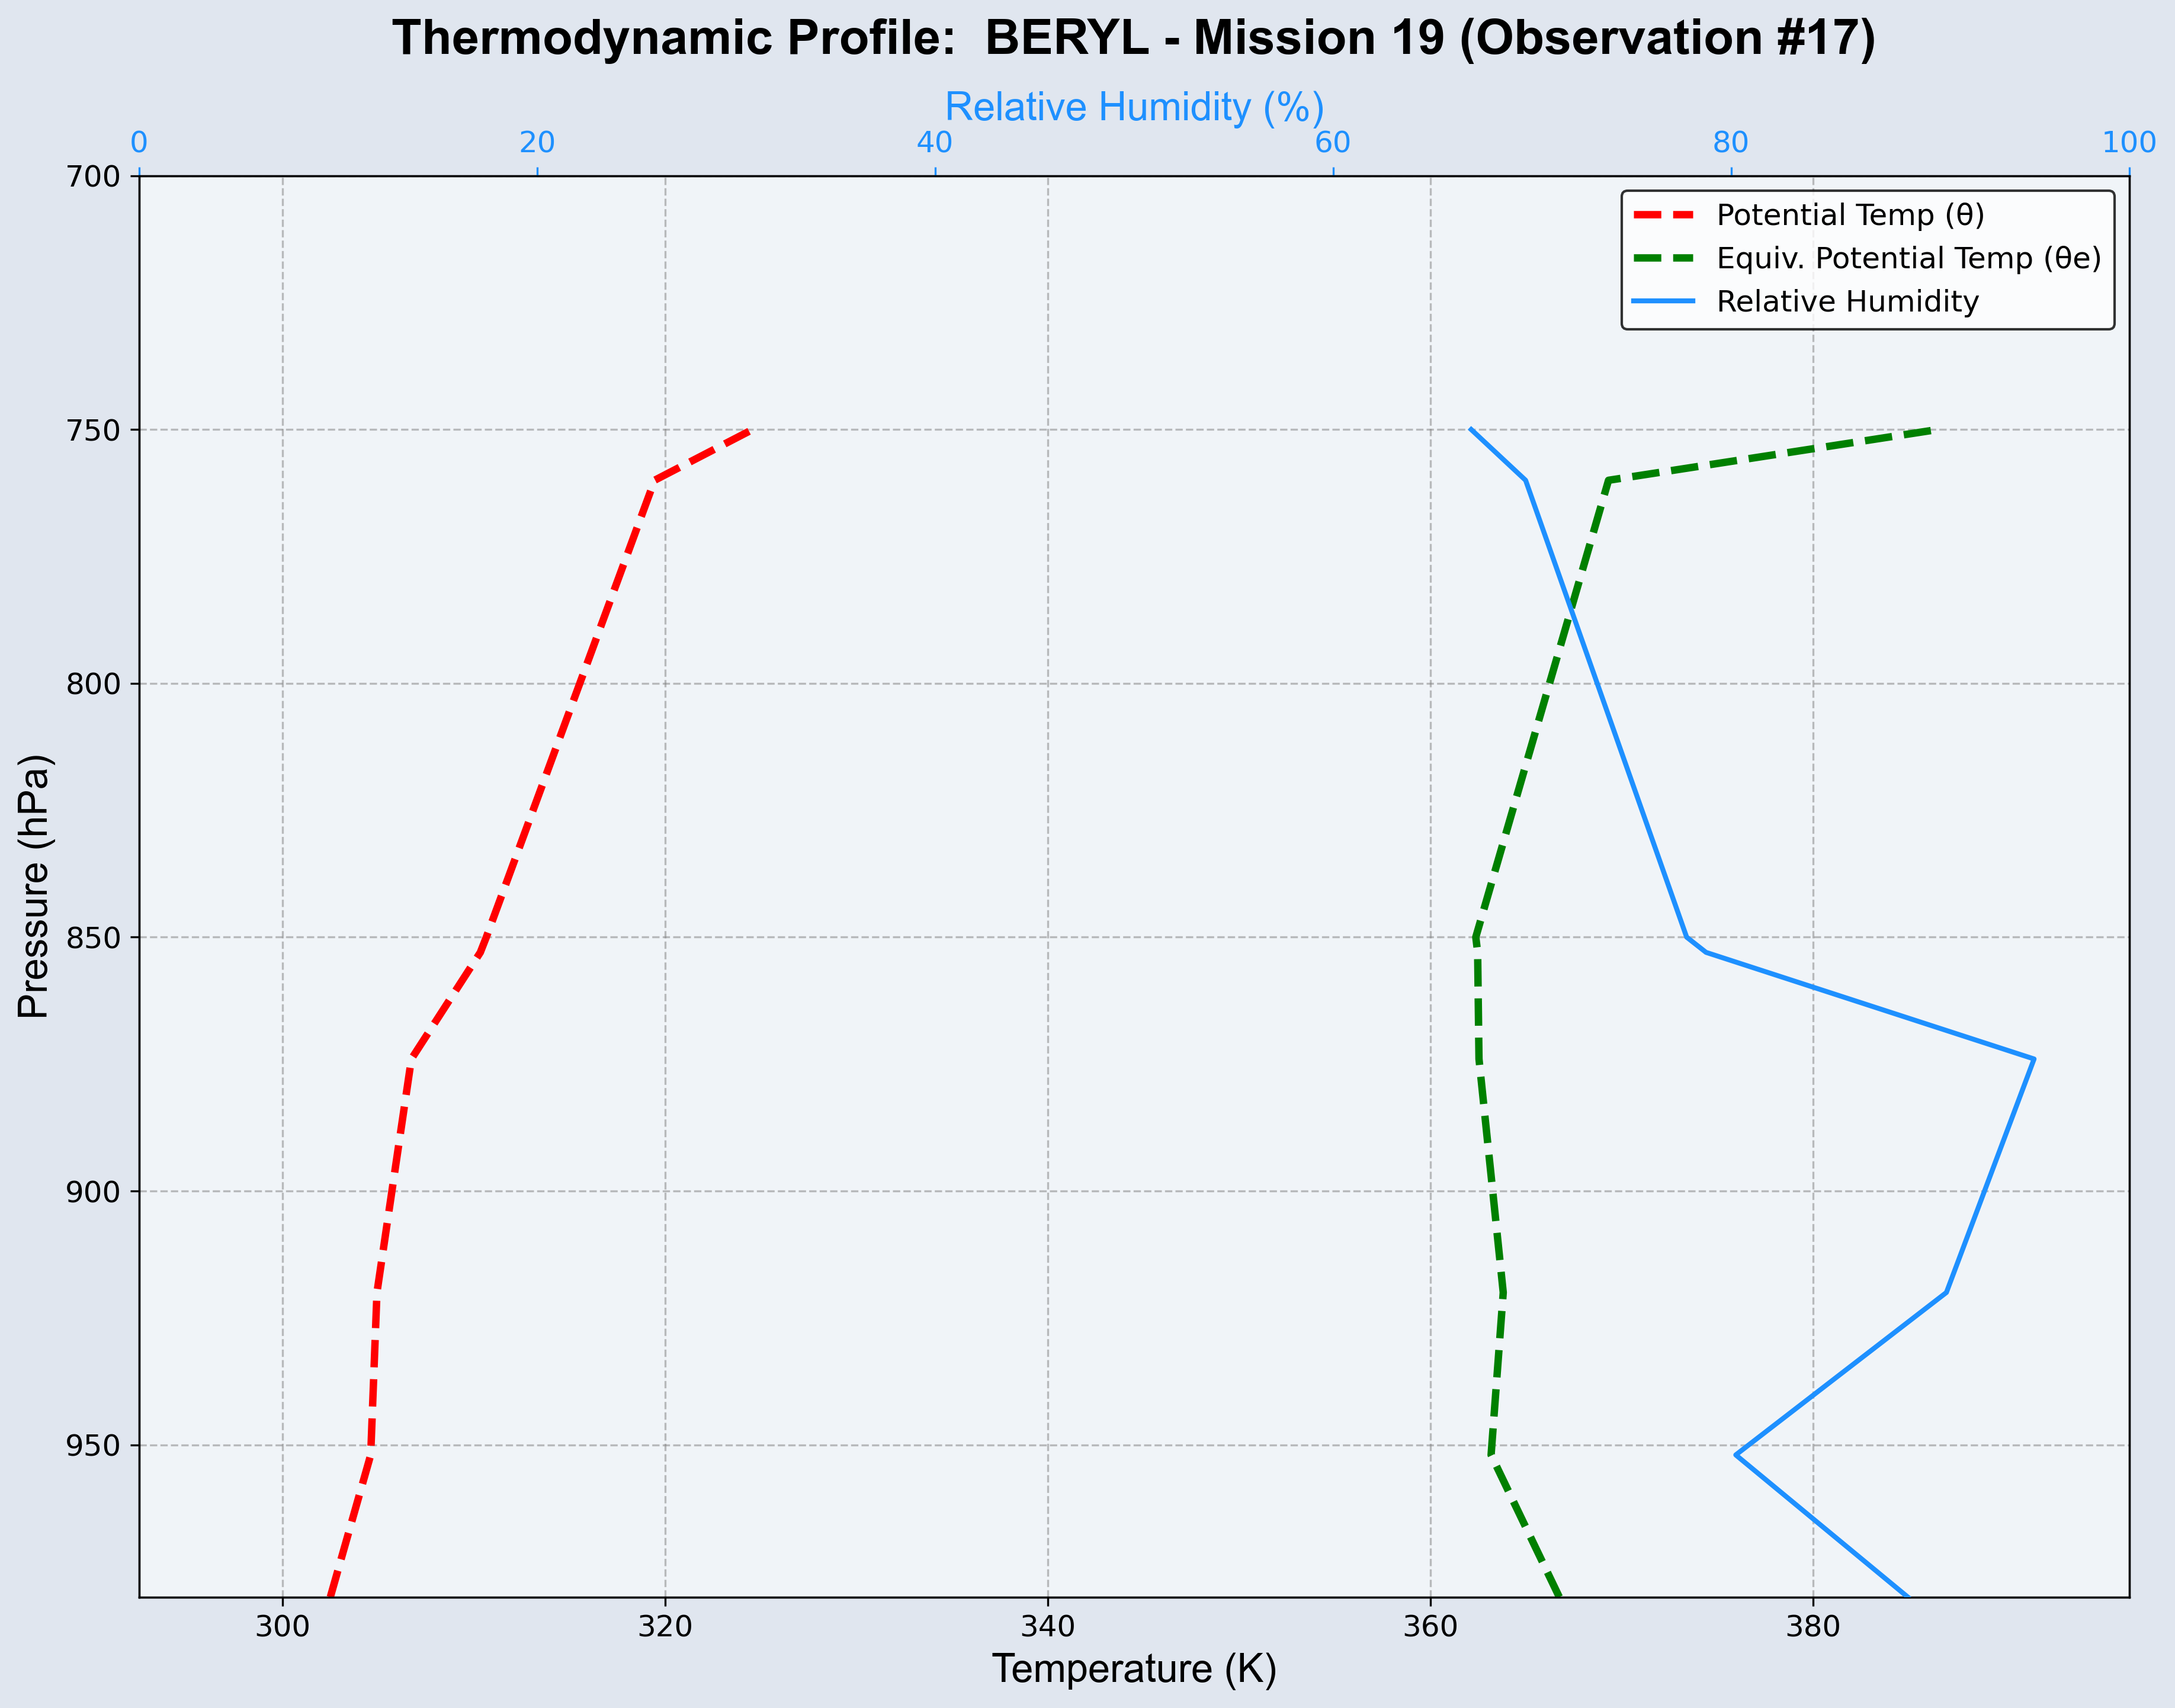 Thermodynamic Profile:  BERYL - Mission 19 (Observation #17)
Relative Humidity (%)
0 20 40 60 80 100
Potential Temp (θ)
Equiv. Potential Temp (θe)
Relative Humidity
Pressure (hPa)
700
750
800
850
900
950
300 320 340 360 380
Temperature (K)